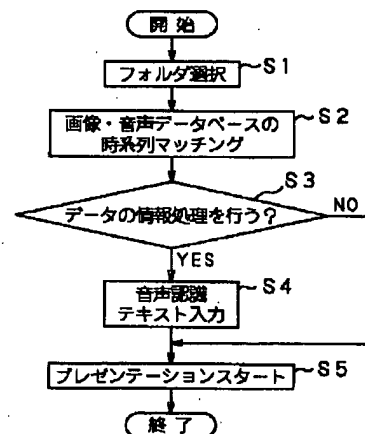 開始
フォルダ選択 S1
画像・音声データベースの S2
時系列マッチング
S3
データの情報処理を行う? NO
YES
音声認識 S4
テキスト入力
プレゼンテーションスタート S5
終了